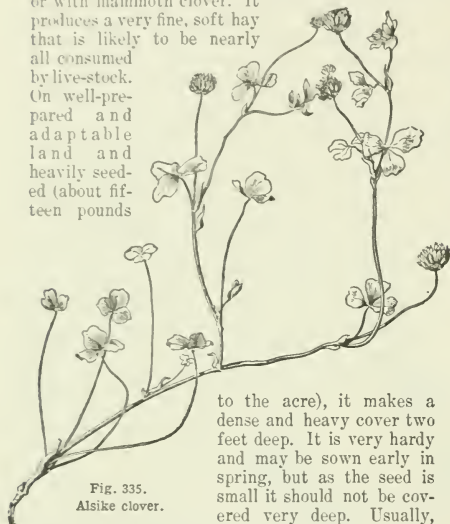 or with mammoth clover. It
produces a very fine, soft hay
that is likely to be nearly
all consumed
by live-stock.
On well-pre-
pared and
adaptable
land and
heavily seed-
ed (about fif-
teen pounds
to the acre), it makes a
dense and heavy cover two
feet deep. It is very hardy
and may be sown early in
spring, but as the seed is
small it should not be cov-
ered very deep. Usually,
Fig. 335.
Alsike clover.